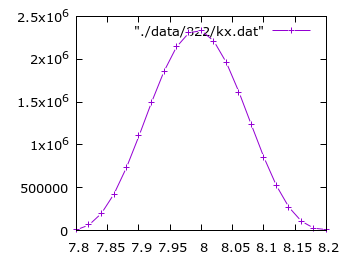 2.5x10⁶
"./data/822/kx.dat"
2x10⁶
1.5x10⁶
1x10⁶
500000
0
7.8 7.85 7.9 7.95 8 8.05 8.1 8.15 8.2